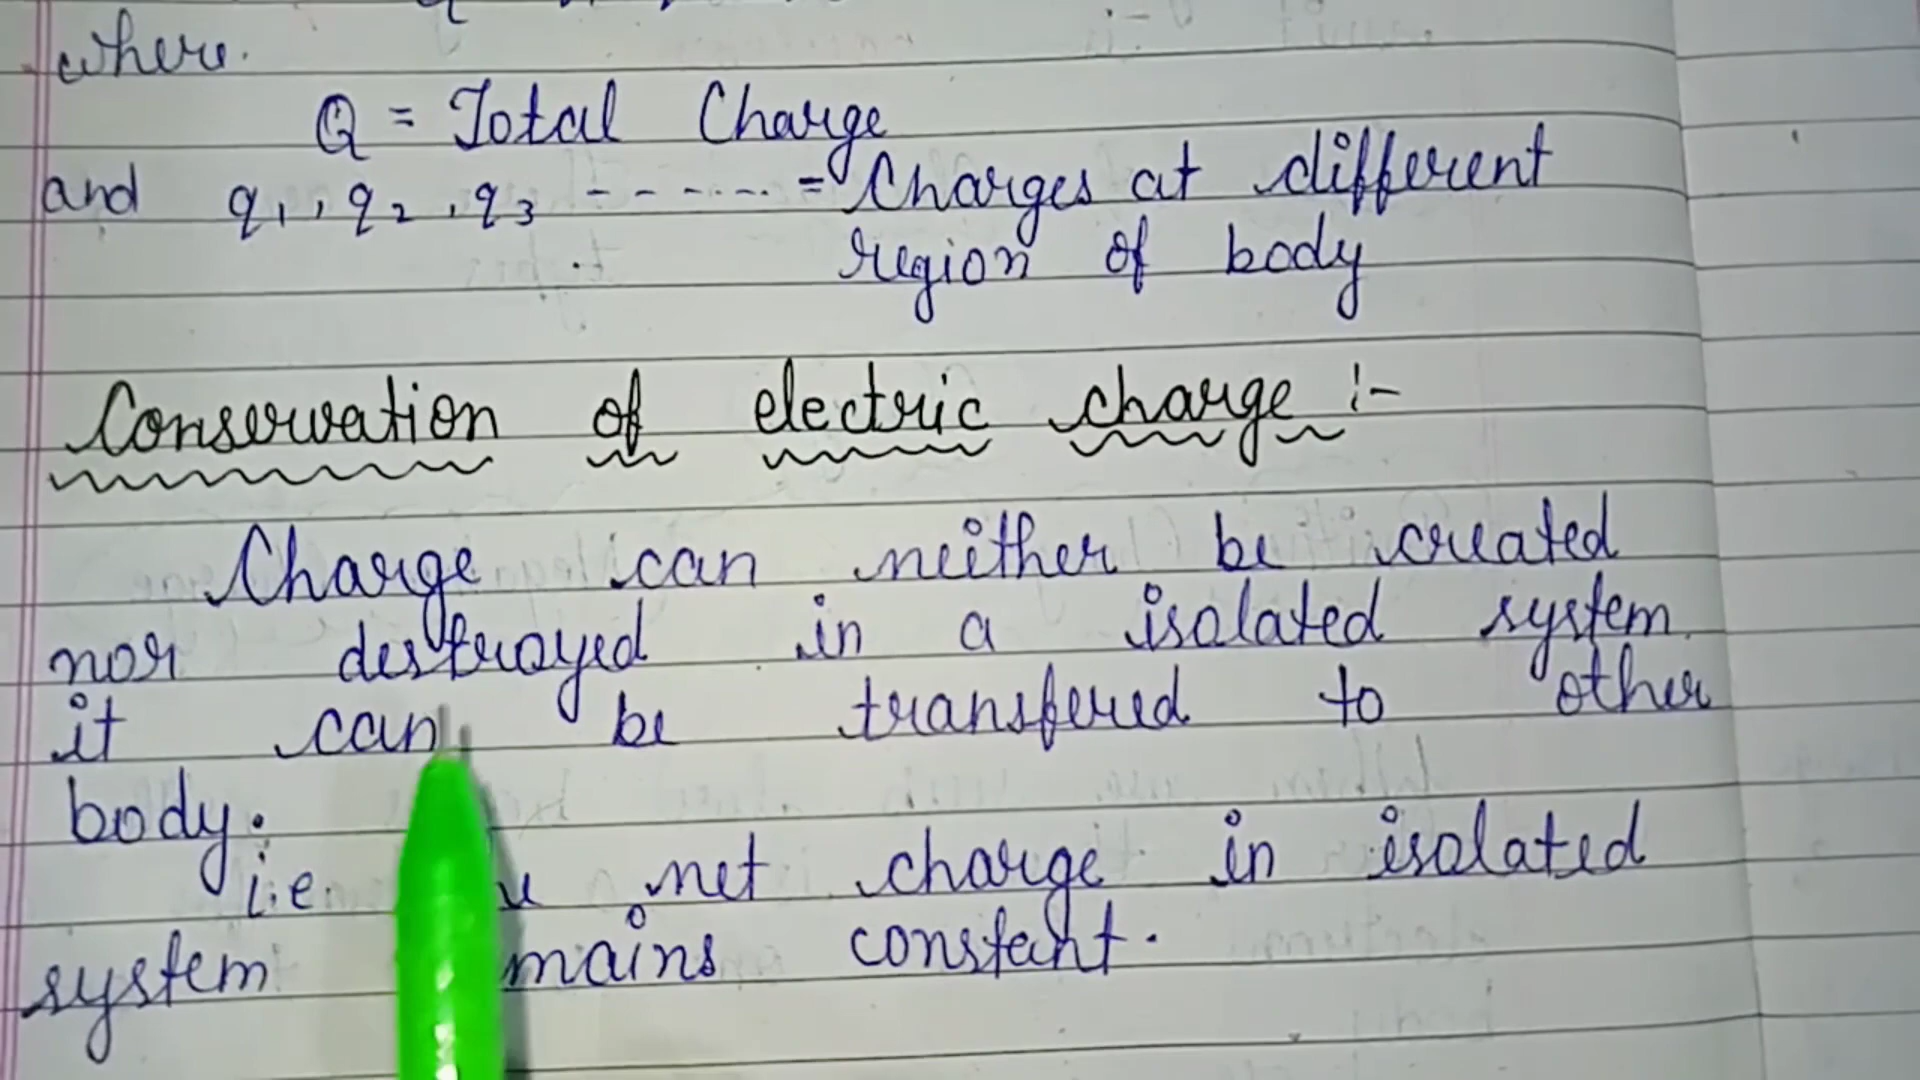 where.
Q = Total Charge
and q1, q2, q3 - - - - ... = Charges at different
region of body
Conservation of electric charge :-
Charge can neither be created
nor destroyed in a isolated system
it can be transfered to other
body.
i.e. net charge in isolated
system mains constant.